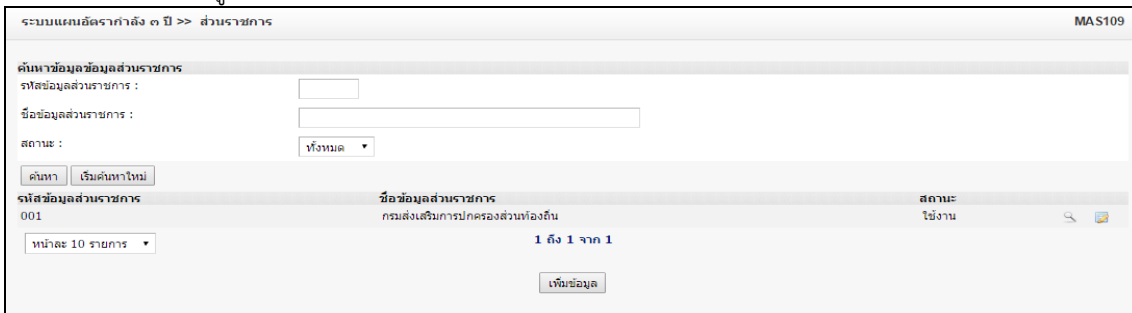 ระบบแผนอัตรากำลัง ๓ ปี >> ส่วนราชการ MAS109
ค้นหาข้อมูลข้อมูลส่วนราชการ
รหัสข้อมูลส่วนราชการ :
ชื่อข้อมูลส่วนราชการ :
สถานะ : ทั้งหมด
ค้นหา เริ่มค้นหาใหม่
รหัสข้อมูลส่วนราชการ ชื่อข้อมูลส่วนราชการ สถานะ
001 กรมส่งเสริมการปกครองส่วนท้องถิ่น ใช้งาน
หน้าละ 10 รายการ 1 ถึง 1 จาก 1
เพิ่มข้อมูล